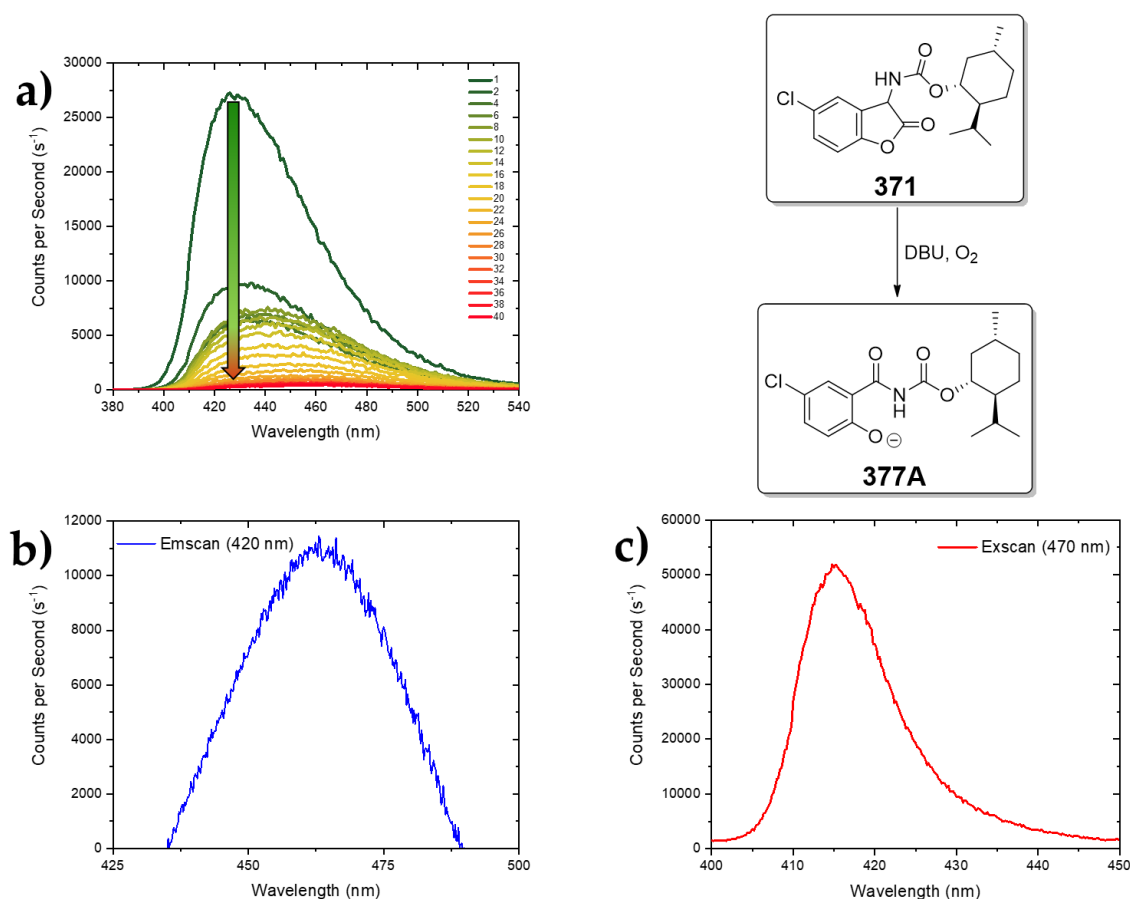 a)
Counts per Second (s⁻¹)
30000
25000
20000
15000
10000
5000
0
380 400 420 440 460 480 500 520 540
Wavelength (nm)
1
2
4
6
8
10
12
14
16
18
20
22
24
26
28
30
32
34
36
38
40
O
NH
O
Cl
O
O
371
DBU, O₂
O O
Cl
N
H
O
O ⊖
377A
b)
Counts per Second (s⁻¹)
12000
10000
8000
6000
4000
2000
0
Emscan (420 nm)
425 450 475 500
Wavelength (nm)
c)
Counts per Second (s⁻¹)
60000
50000
40000
30000
20000
10000
0
Exscan (470 nm)
400 410 420 430 440 450
Wavelength (nm)